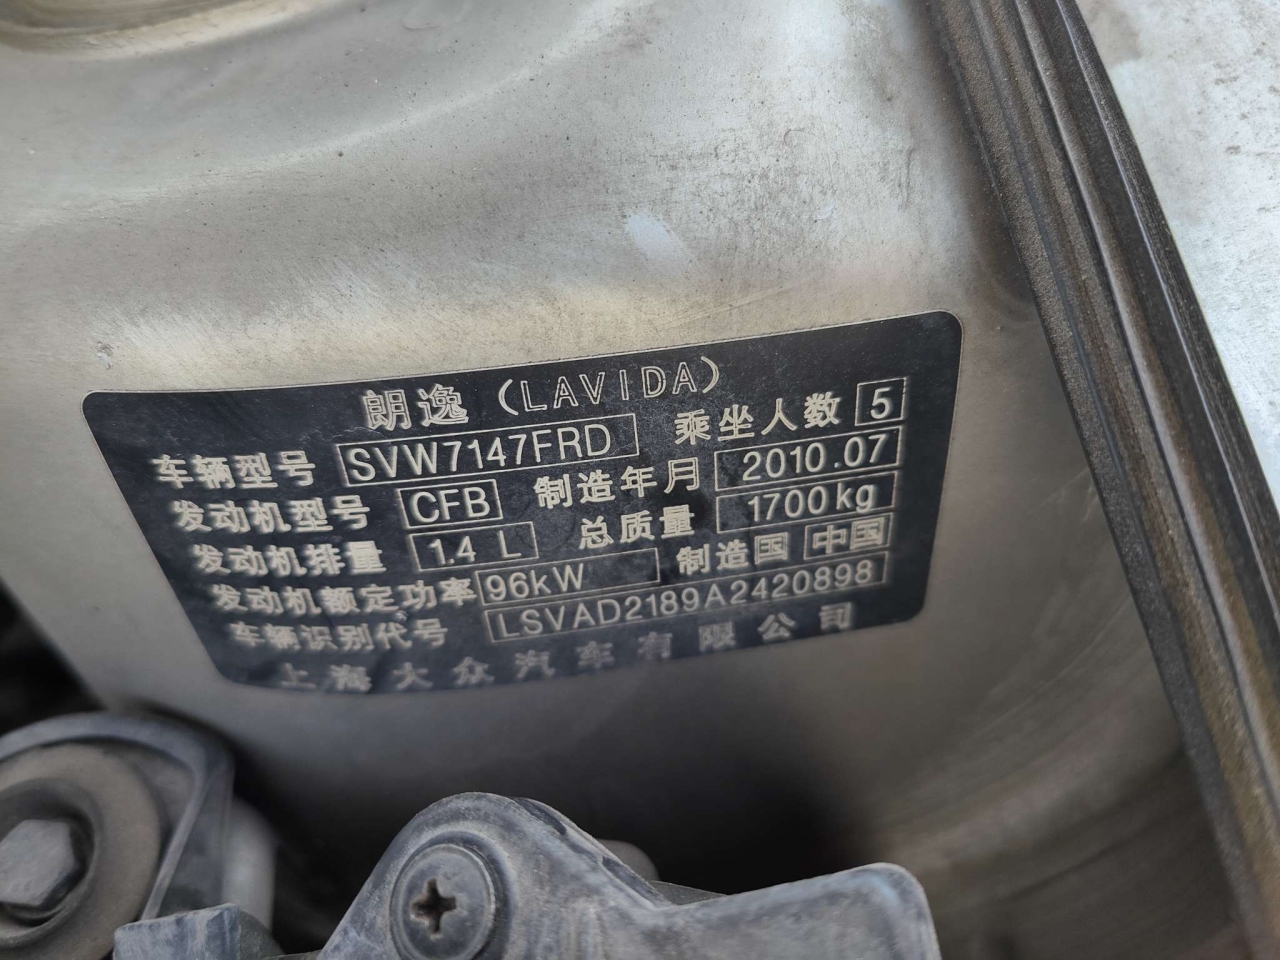 朗逸（LAVIDA）
车辆型号 SVW7147FRD 乘坐人数 5
发动机型号 CFB 制造年月 2010.07
发动机排量 1.4 L 总质量 1700kg
发动机额定功率 96kW 制造国 中国
车辆识别代号 LSVAD2189A2420898
上海大众汽车有限公司